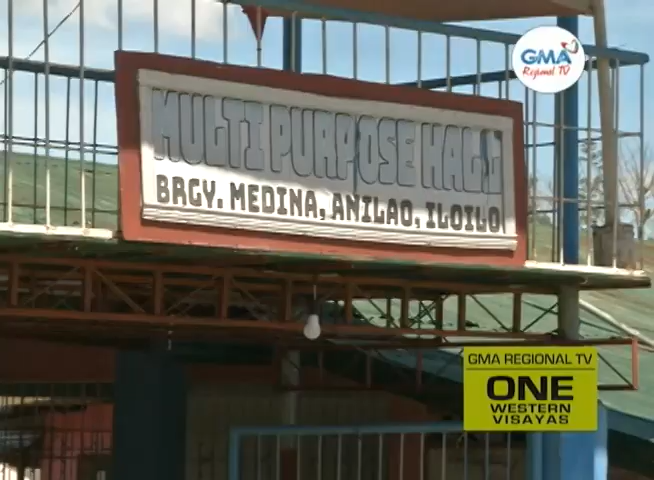 GMA
Regional TV
MULTI PURPOSE HALL
BRGY. MEDINA, ANILAO, ILOILO
GMA REGIONAL TV
ONE
WESTERN
VISAYAS